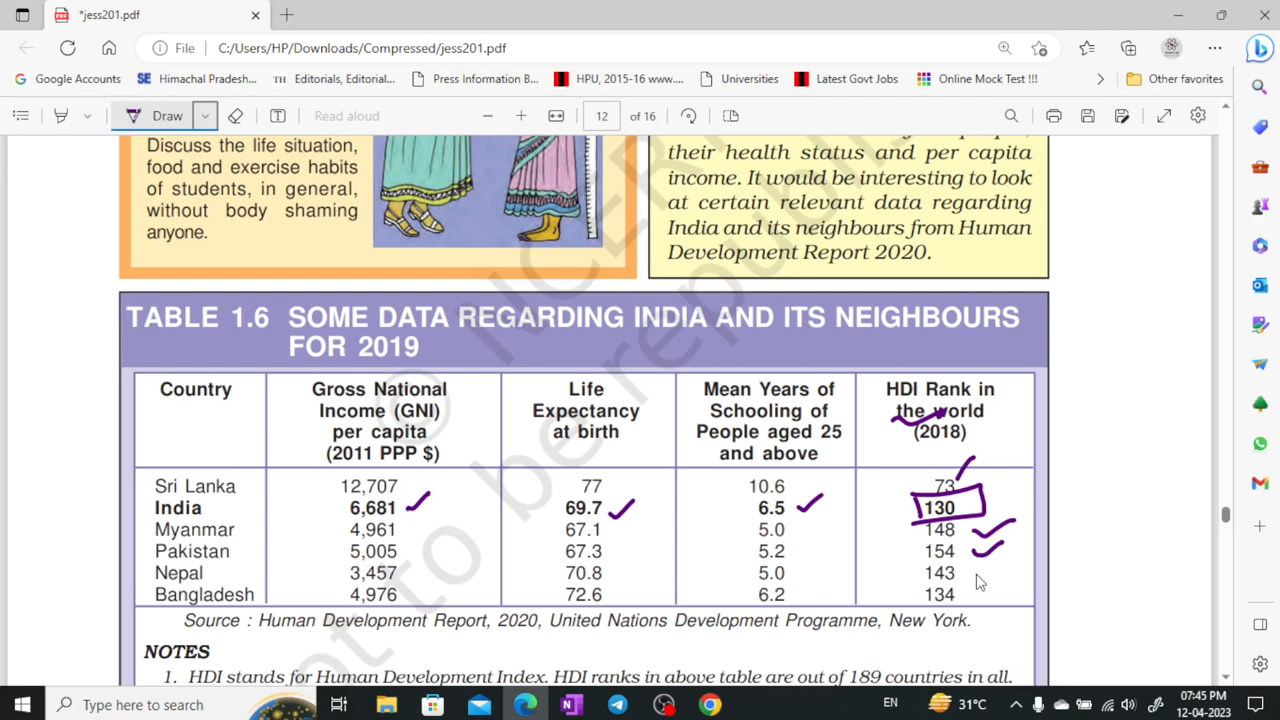 *jess201.pdf
File C:/Users/HP/Downloads/Compressed/jess201.pdf
Google Accounts SE Himachal Pradesh... TH Editorials, Editorial... Press Information B... HPU, 2015-16 www.... Universities Latest Govt Jobs Online Mock Test !!! Other favorites
Draw Read aloud 12 of 16
Discuss the life situation,
food and exercise habits
of students, in general,
without body shaming
anyone.
their health status and per capita
income. It would be interesting to look
at certain relevant data regarding
India and its neighbours from Human
Development Report 2020.
TABLE 1.6 SOME DATA REGARDING INDIA AND ITS NEIGHBOURS
FOR 2019
Country
Gross National
Income (GNI)
per capita
(2011 PPP $)
Life
Expectancy
at birth
Mean Years of
Schooling of
People aged 25
and above
HDI Rank in
the world
(2018)
Sri Lanka 12,707 77 10.6 73
India 6,681 69.7 6.5 130
Myanmar 4,961 67.1 5.0 148
Pakistan 5,005 67.3 5.2 154
Nepal 3,457 70.8 5.0 143
Bangladesh 4,976 72.6 6.2 134
Source : Human Development Report, 2020, United Nations Development Programme, New York.
NOTES
1. HDI stands for Human Development Index. HDI ranks in above table are out of 189 countries in all.
© NCERT
not to be republished
Type here to search
EN
31°C
07:45 PM
12-04-2023